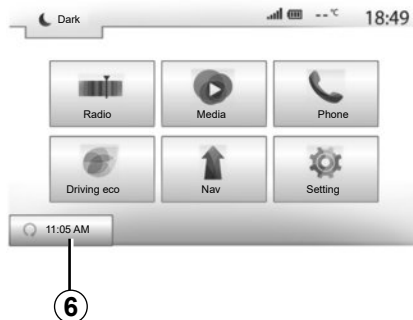 Dark --°C 18:49
Radio Media Phone
Driving eco Nav Setting
11:05 AM
6